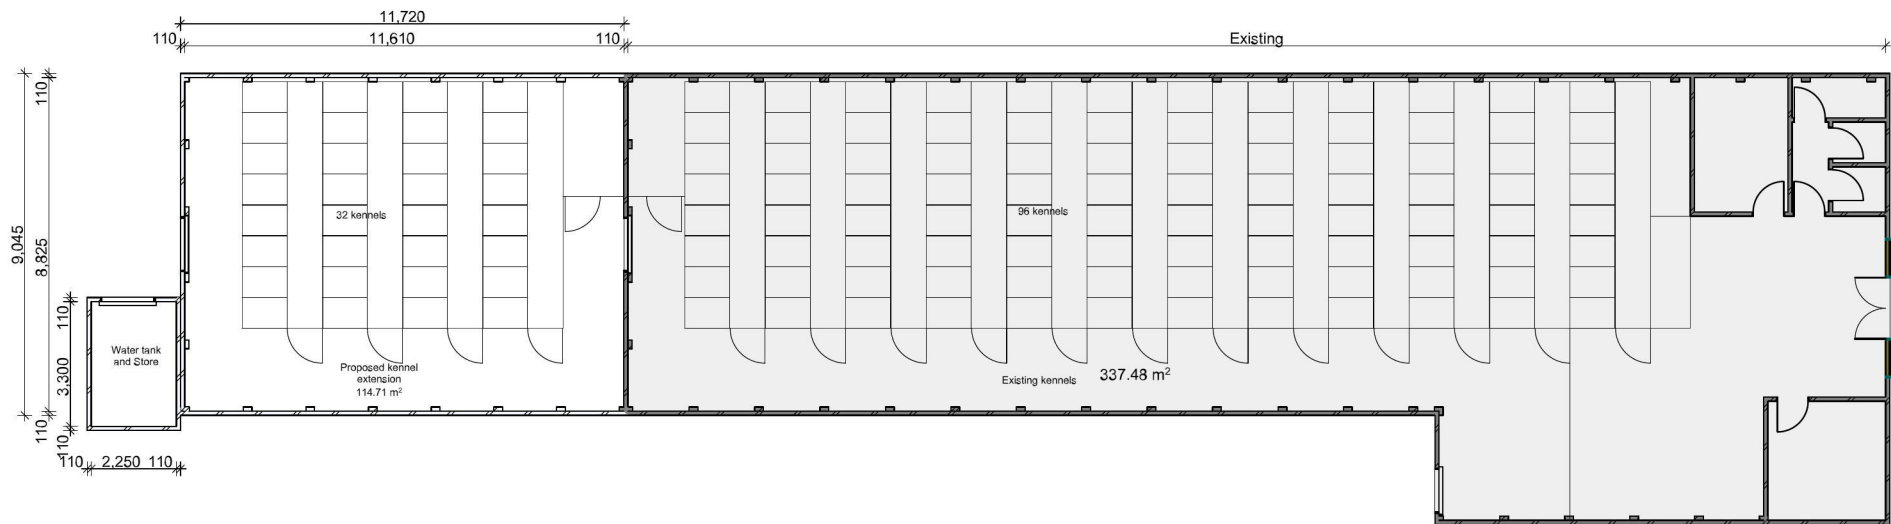 11,720
110 11,610 110 Existing
110
9,045
8,825
110
32 kennels
96 kennels
110
3,300
110
Water tank
and Store
Proposed kennel
extension
114.71 m²
Existing kennels 337.48 m²
110 2,250 110